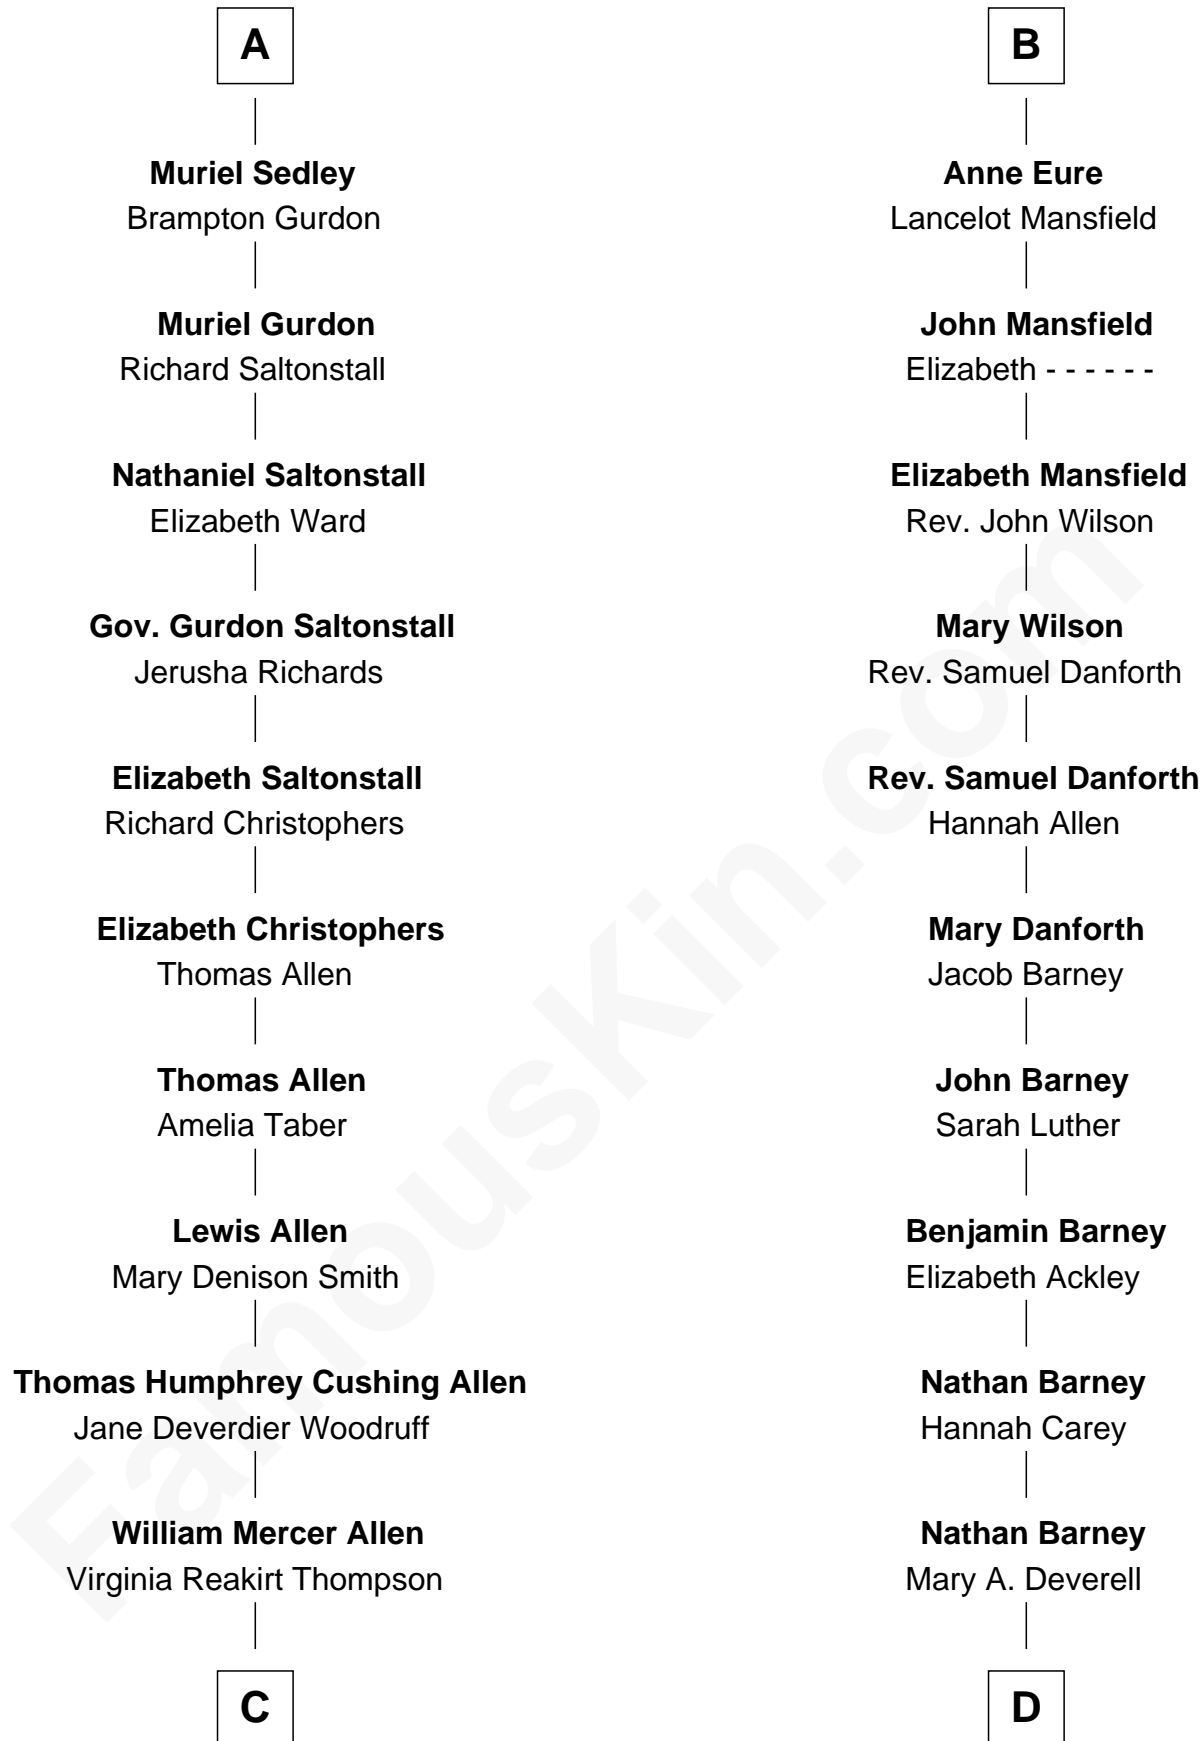 A
Muriel Sedley
Brampton Gurdon
Muriel Gurdon
Richard Saltonstall
Nathaniel Saltonstall
Elizabeth Ward
Gov. Gurdon Saltonstall
Jerusha Richards
Elizabeth Saltonstall
Richard Christophers
Elizabeth Christophers
Thomas Allen
Thomas Allen
Amelia Taber
Lewis Allen
Mary Denison Smith
Thomas Humphrey Cushing Allen
Jane Deverdier Woodruff
William Mercer Allen
Virginia Reakirt Thompson
C
B
Anne Eure
Lancelot Mansfield
John Mansfield
Elizabeth - - - - - -
Elizabeth Mansfield
Rev. John Wilson
Mary Wilson
Rev. Samuel Danforth
Rev. Samuel Danforth
Hannah Allen
Mary Danforth
Jacob Barney
John Barney
Sarah Luther
Benjamin Barney
Elizabeth Ackley
Nathan Barney
Hannah Carey
Nathan Barney
Mary A. Deverell
D
FamousKin.com